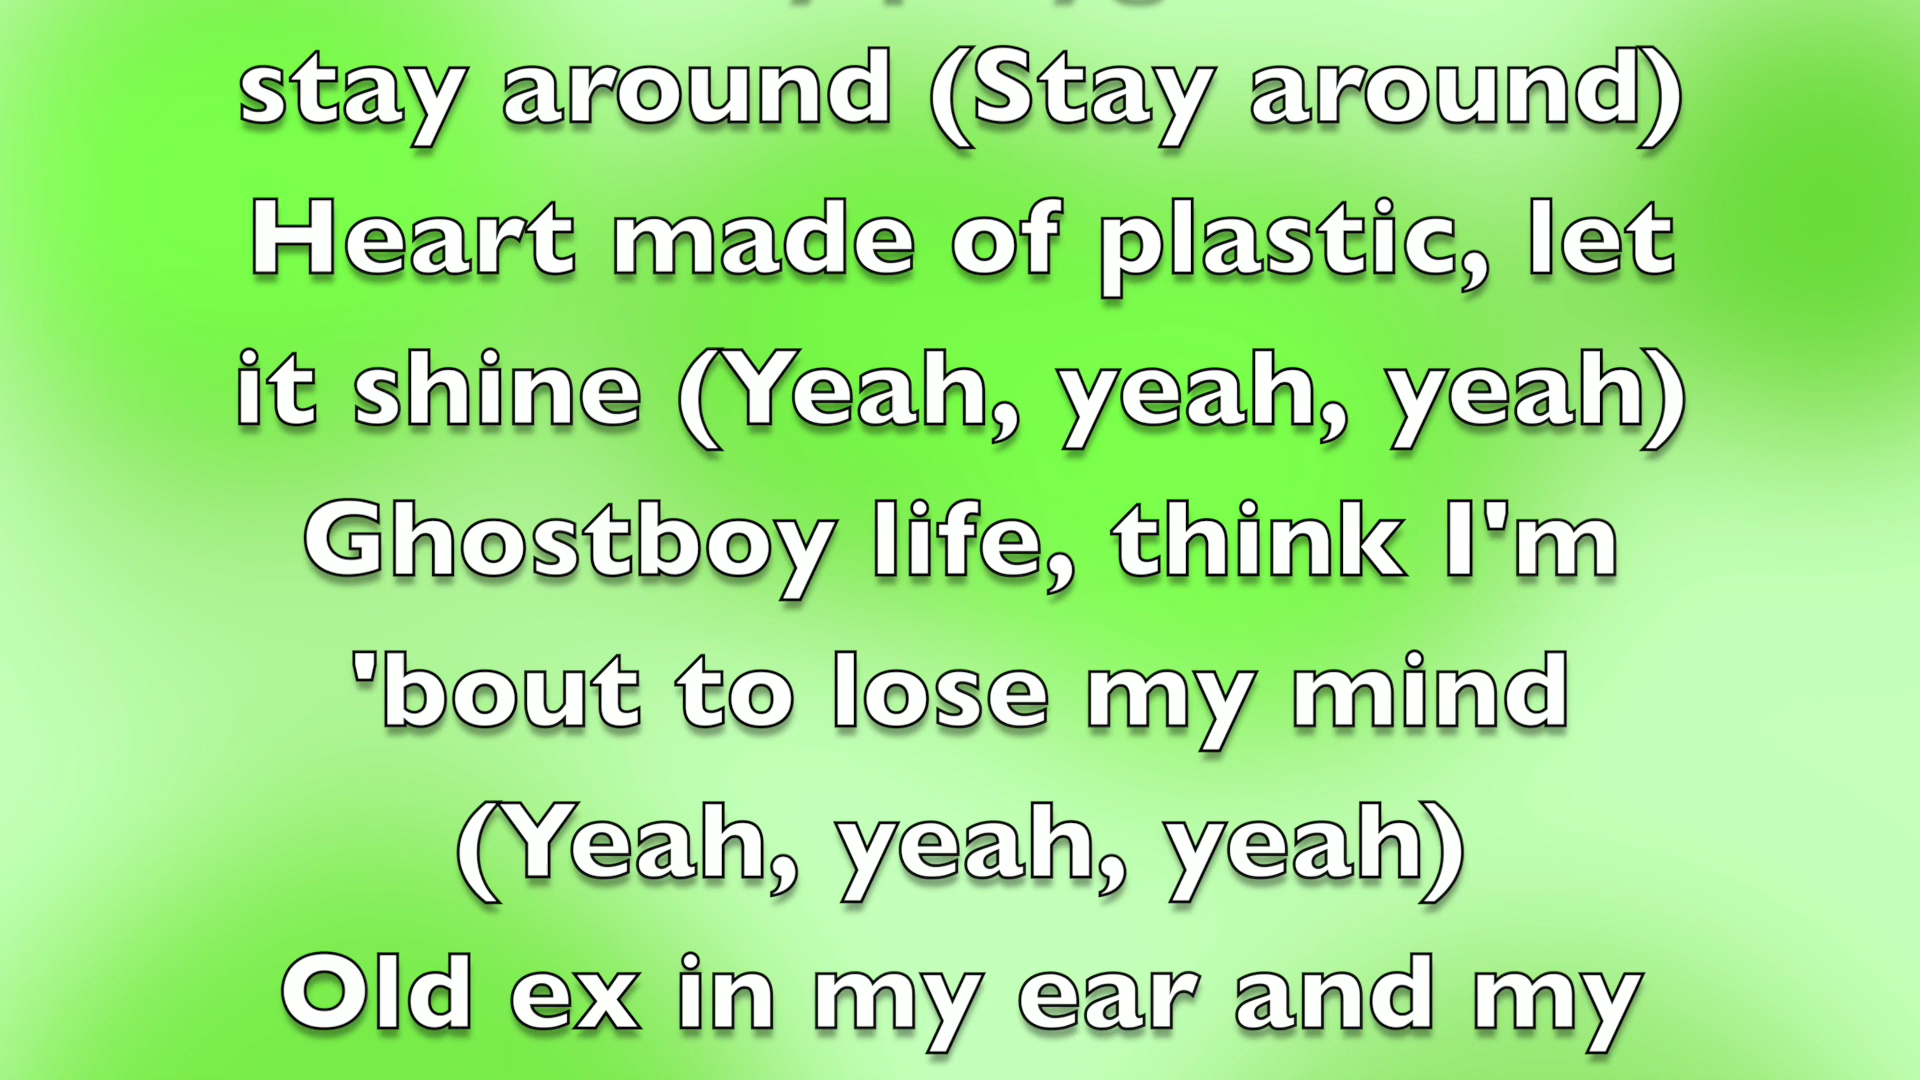 stay around (Stay around)
Heart made of plastic, let
it shine (Yeah, yeah, yeah)
Ghostboy life, think I'm
'bout to lose my mind
(Yeah, yeah, yeah)
Old ex in my ear and my